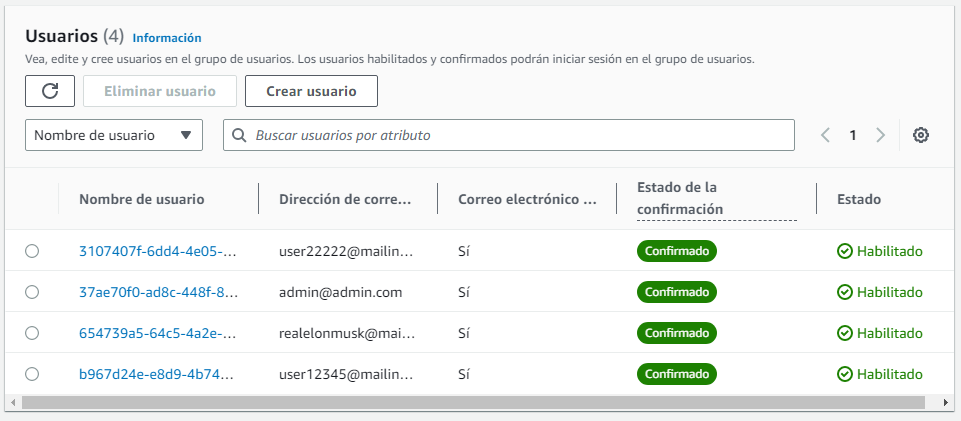 Usuarios (4) Información
Vea, edite y cree usuarios en el grupo de usuarios. Los usuarios habilitados y confirmados podrán iniciar sesión en el grupo de usuarios.
Eliminar usuario Crear usuario
Nombre de usuario Buscar usuarios por atributo 1
Nombre de usuario Dirección de corre... Correo electrónico ... Estado de la confirmación Estado
3107407f-6dd4-4e05-... user22222@mailin... Sí Confirmado Habilitado
37ae70f0-ad8c-448f-8... admin@admin.com Sí Confirmado Habilitado
654739a5-64c5-4a2e-... realelonmusk@mai... Sí Confirmado Habilitado
b967d24e-e8d9-4b74... user12345@mailin... Sí Confirmado Habilitado